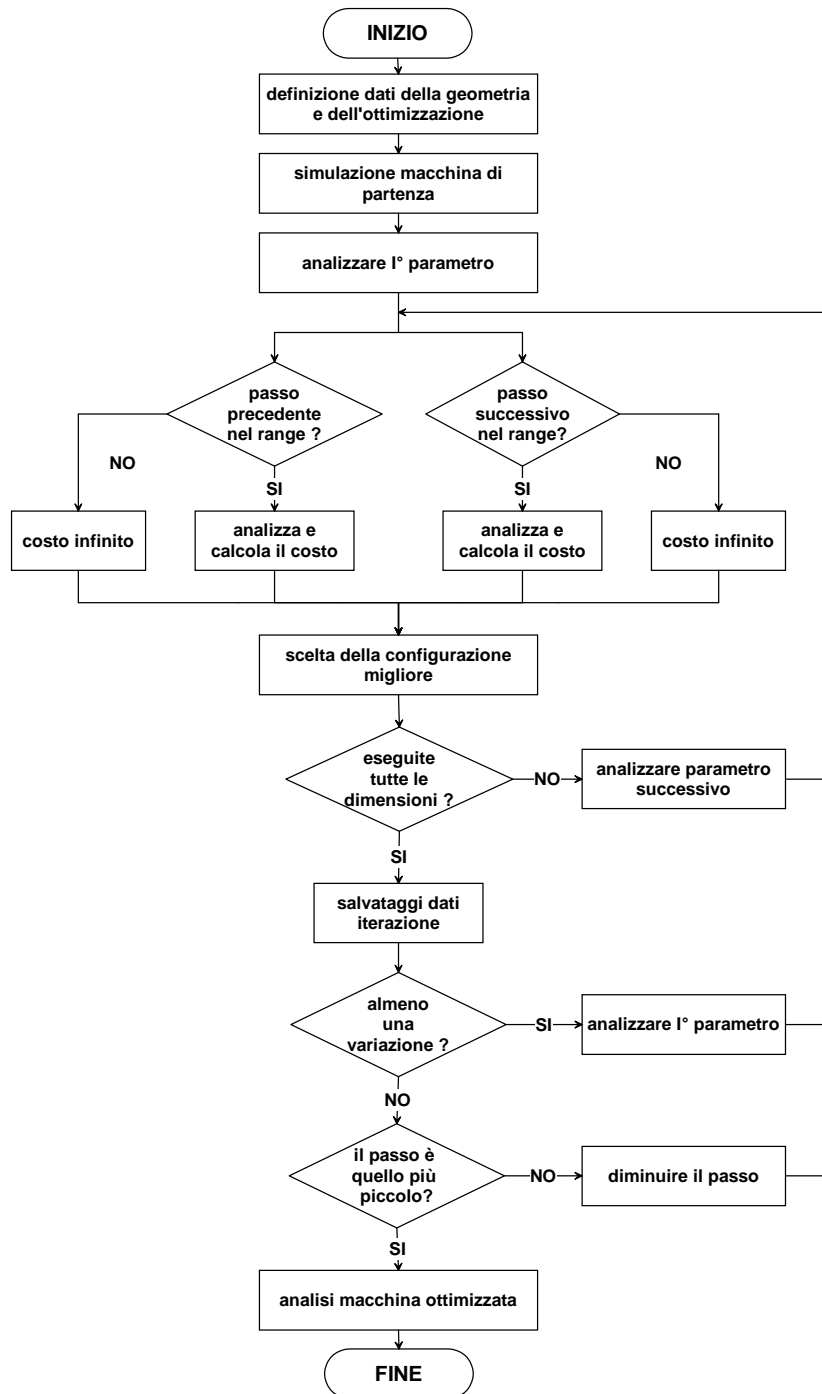 INIZIO
definizione dati della geometria
e dell'ottimizzazione
simulazione macchina di
partenza
analizzare I° parametro
passo
precedente
nel range ?
passo
successivo
nel range?
NO
SI
SI
NO
costo infinito
analizza e
calcola il costo
analizza e
calcola il costo
costo infinito
scelta della configurazione
migliore
eseguite
tutte le
dimensioni ?
NO
analizzare parametro
successivo
SI
salvataggi dati
iterazione
almeno
una
variazione ?
SI
analizzare I° parametro
NO
il passo è
quello più
piccolo?
NO
diminuire il passo
SI
analisi macchina ottimizzata
FINE